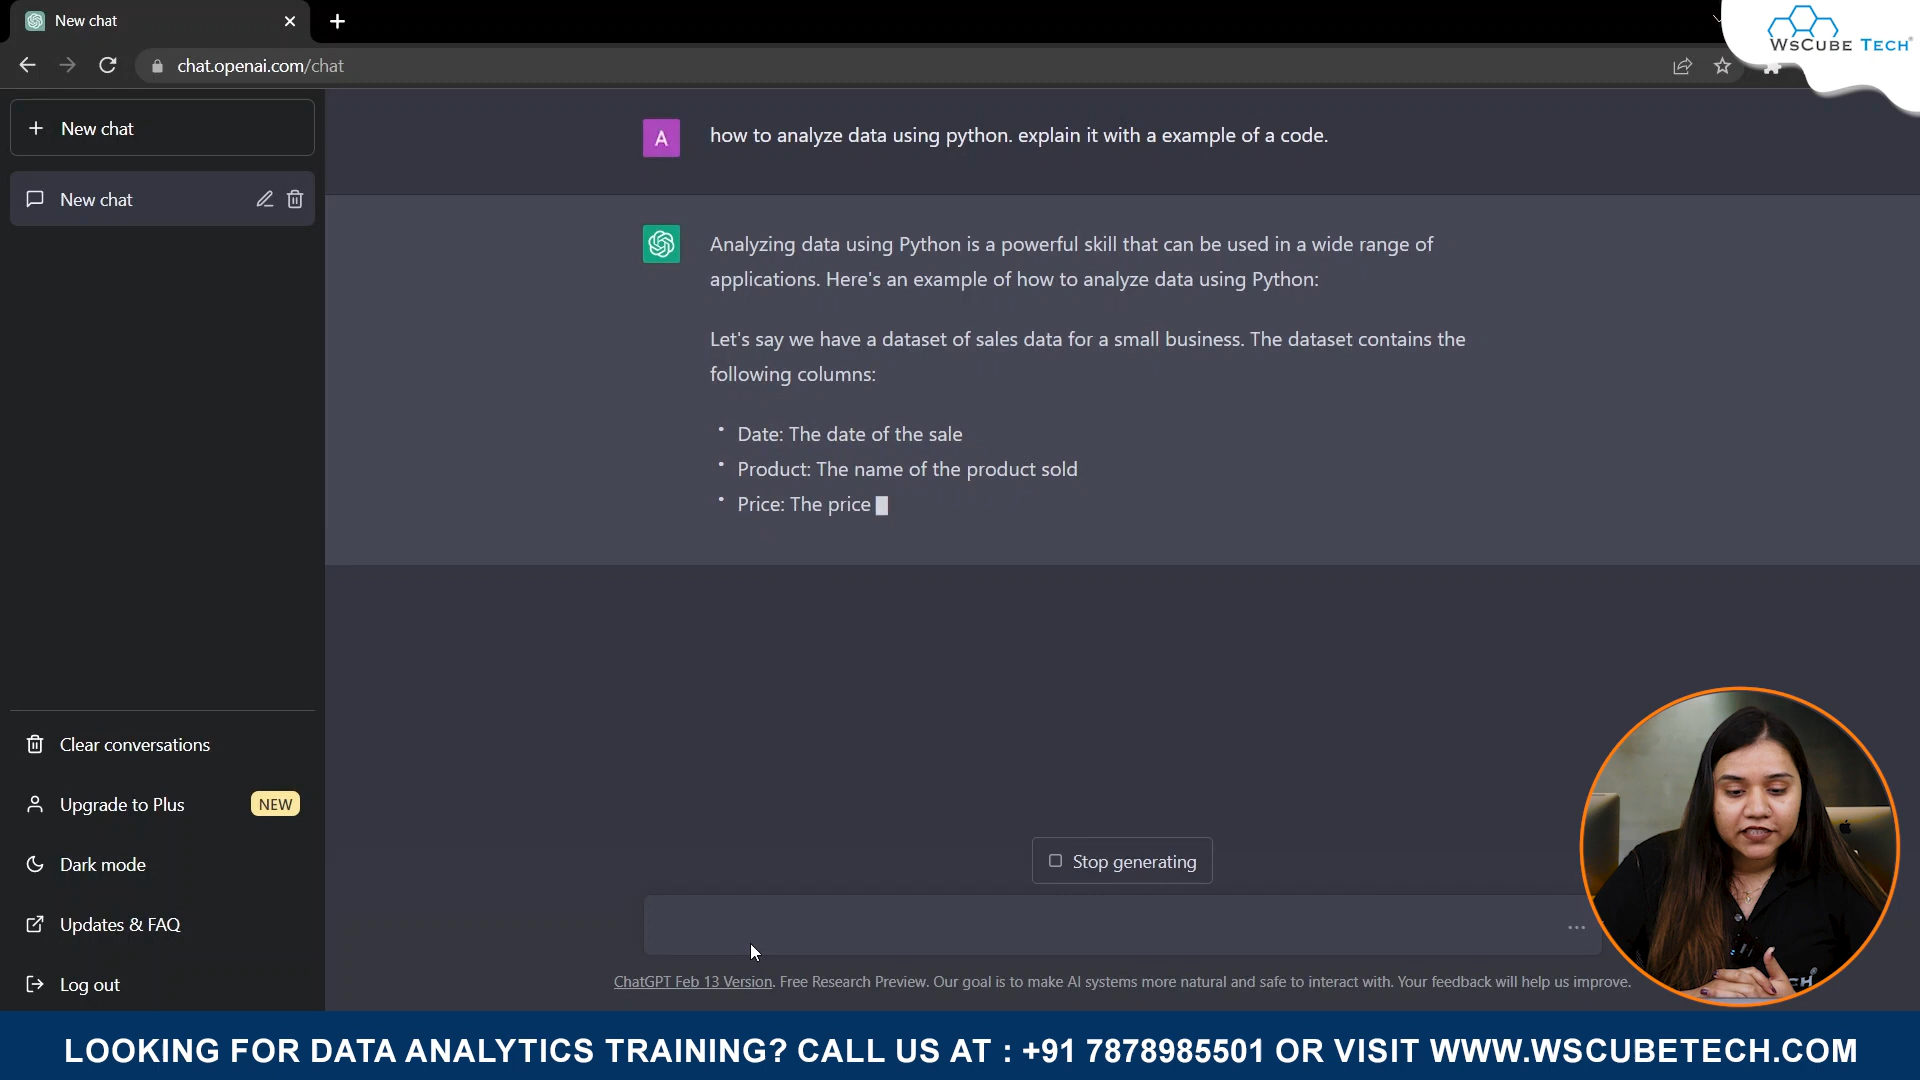 New chat
WsCube Tech
chat.openai.com/chat
New chat
New chat
A
how to analyze data using python. explain it with a example of a code.
Analyzing data using Python is a powerful skill that can be used in a wide range of
applications. Here's an example of how to analyze data using Python:
Let's say we have a dataset of sales data for a small business. The dataset contains the
following columns:
• Date: The date of the sale
• Product: The name of the product sold
• Price: The price
Clear conversations
Upgrade to Plus NEW
Dark mode
Updates & FAQ
Log out
Stop generating
ChatGPT Feb 13 Version. Free Research Preview. Our goal is to make AI systems more natural and safe to interact with. Your feedback will help us improve.
LOOKING FOR DATA ANALYTICS TRAINING? CALL US AT : +91 7878985501 OR VISIT WWW.WSCUBETECH.COM